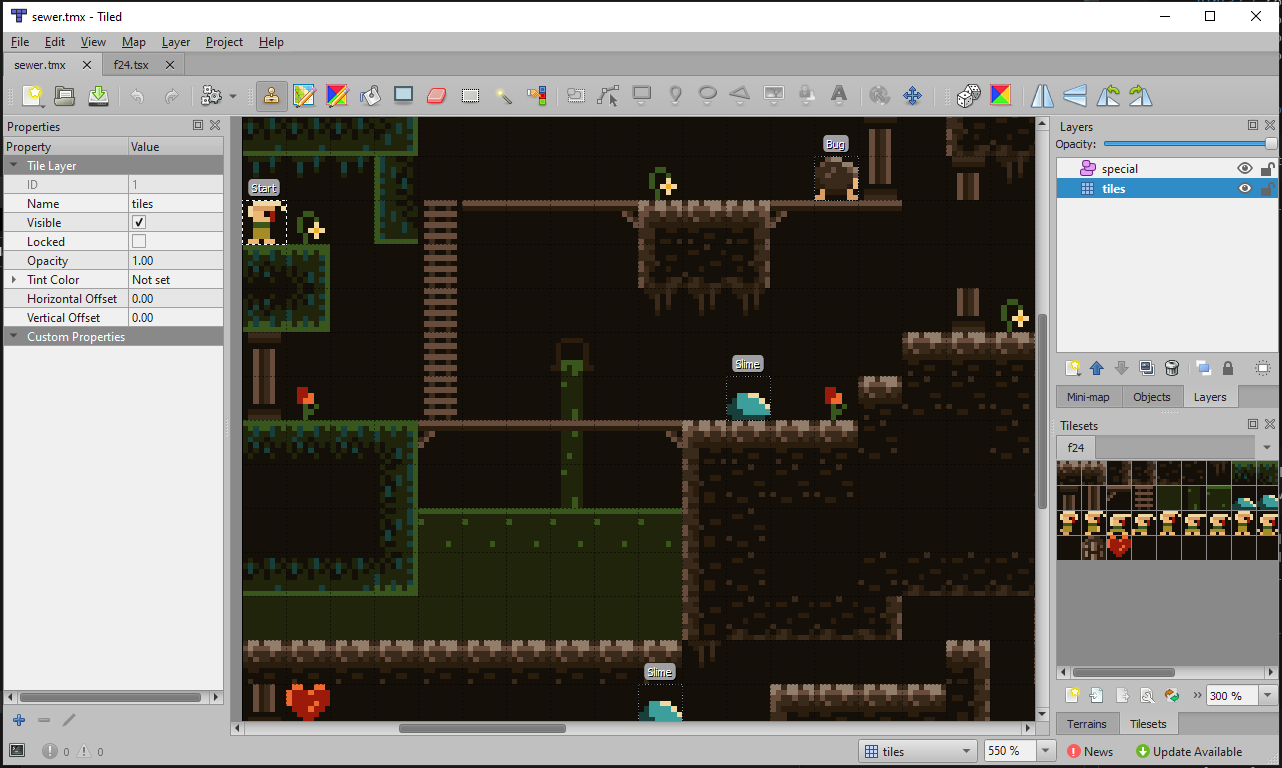 sewer.tmx - Tiled
File Edit View Map Layer Project Help
sewer.tmx f24.tsx
Properties
Property Value
Tile Layer
ID 1
Name tiles
Visible
Locked
Opacity 1.00
Tint Color Not set
Horizontal Offset 0.00
Vertical Offset 0.00
Custom Properties
Start
Bug
Slime
Slime
Layers
Opacity:
special
tiles
Mini-map Objects Layers
Tilesets
f24
300 %
Terrains Tilesets
0 0
tiles 550 % News Update Available